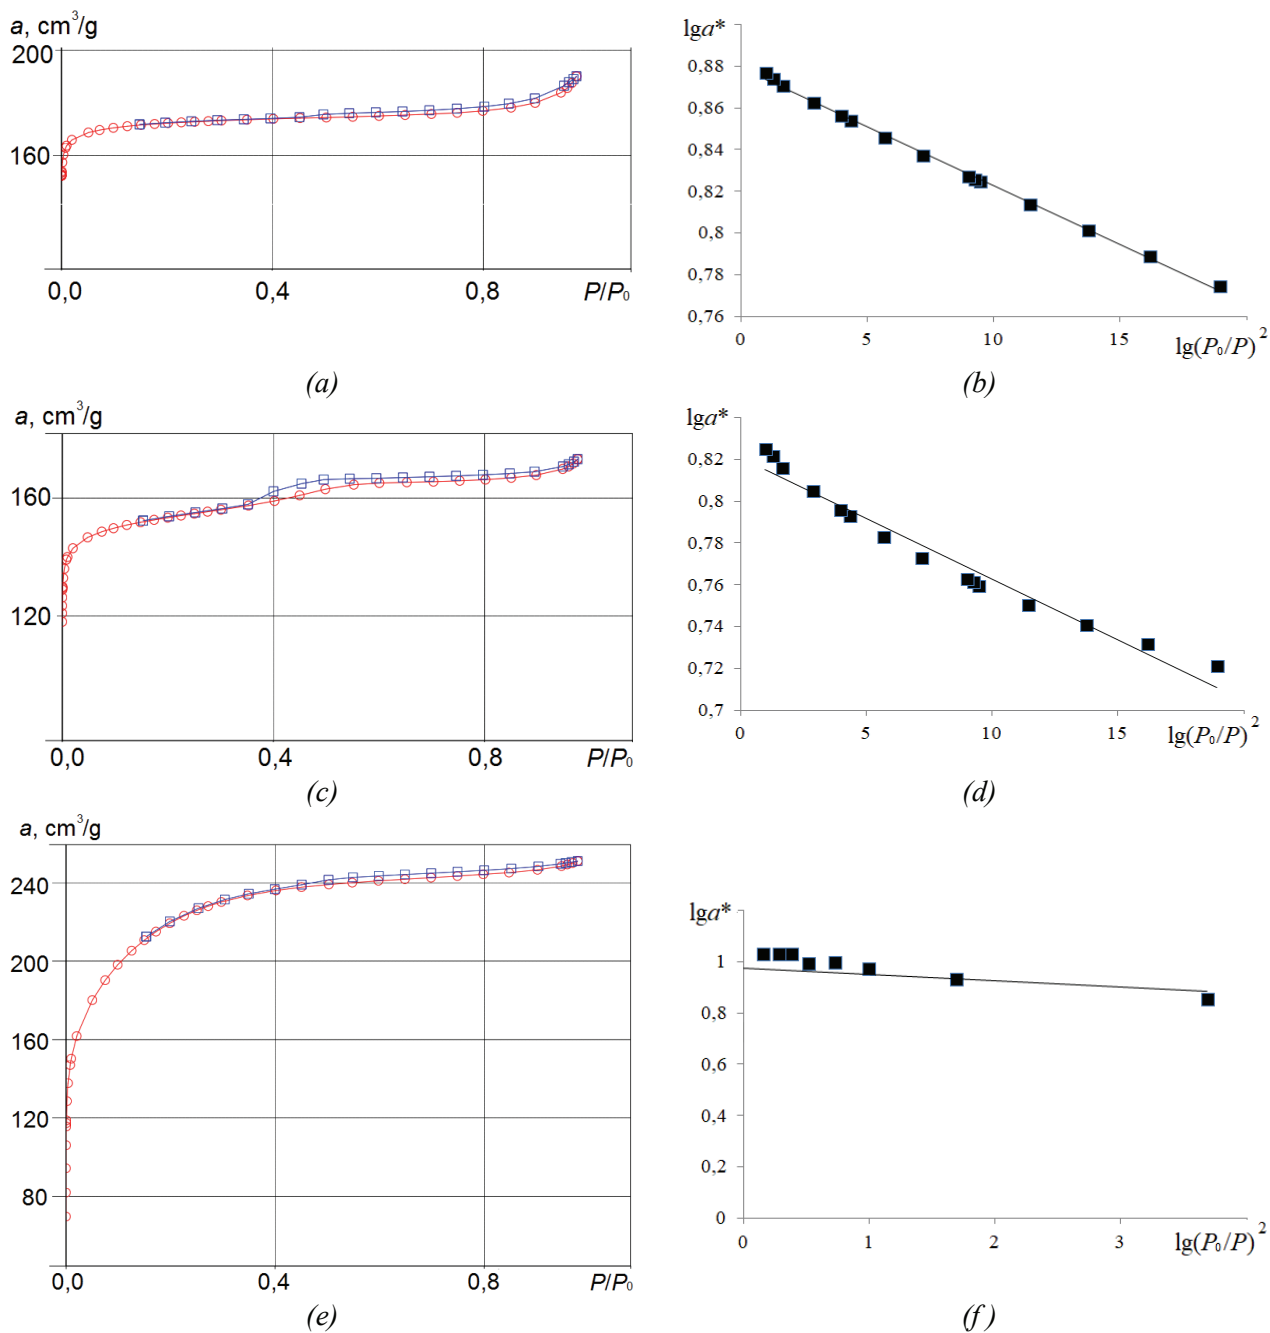 a, cm³/g
200
160
0,0 0,4 0,8 P/P₀
(a)
lga*
0,88
0,86
0,84
0,82
0,8
0,78
0,76
0 5 10 15 lg(P₀/P)²
(b)
a, cm³/g
160
120
0,0 0,4 0,8 P/P₀
(c)
lga*
0,82
0,8
0,78
0,76
0,74
0,72
0,7
0 5 10 15 lg(P₀/P)²
(d)
a, cm³/g
240
200
160
120
80
0,0 0,4 0,8 P/P₀
(e)
lga*
1
0,8
0,6
0,4
0,2
0
0 1 2 3 lg(P₀/P)²
(f )